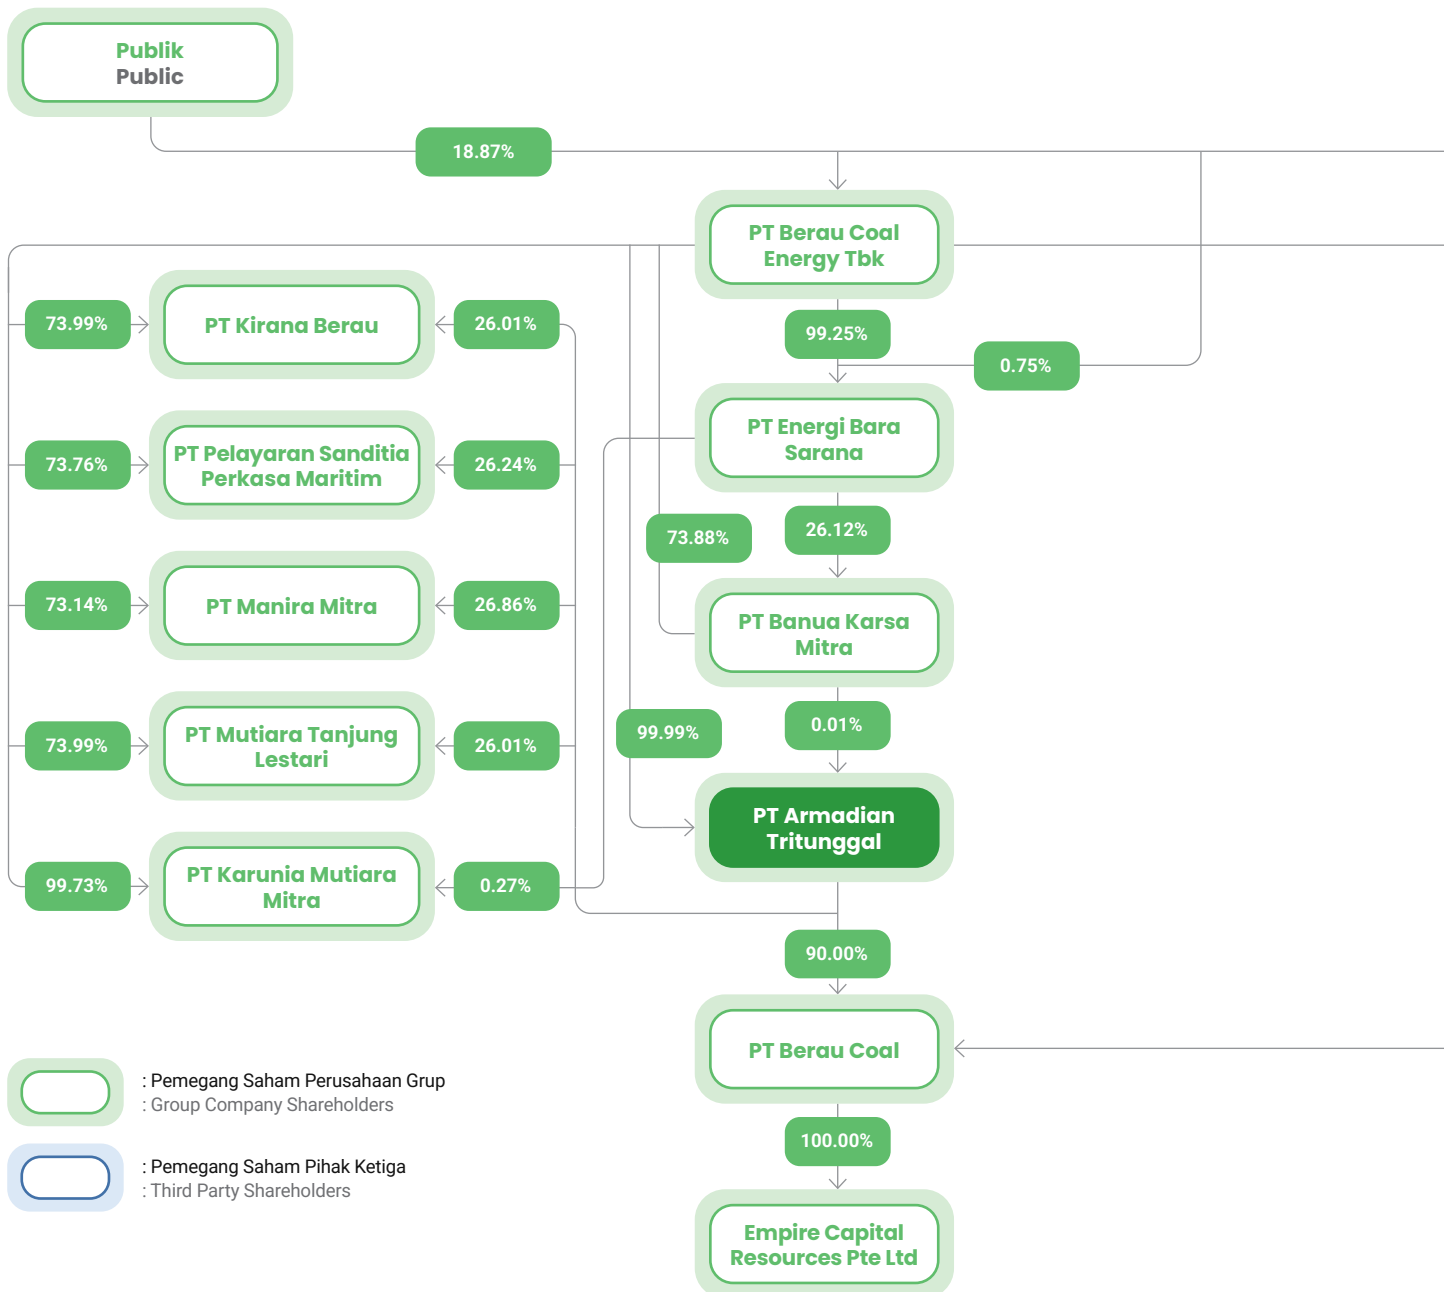 Publik
Public
18.87%
PT Berau Coal
Energy Tbk
99.25%
0.75%
73.99%
PT Kirana Berau
26.01%
PT Energi Bara
Sarana
73.76%
PT Pelayaran Sanditia
Perkasa Maritim
26.24%
73.88%
26.12%
73.14%
PT Manira Mitra
26.86%
PT Banua Karsa
Mitra
73.99%
PT Mutiara Tanjung
Lestari
26.01%
99.99%
0.01%
PT Armadian
Tritunggal
99.73%
PT Karunia Mutiara
Mitra
0.27%
90.00%
PT Berau Coal
100.00%
Empire Capital
Resources Pte Ltd
: Pemegang Saham Perusahaan Grup
: Group Company Shareholders
: Pemegang Saham Pihak Ketiga
: Third Party Shareholders